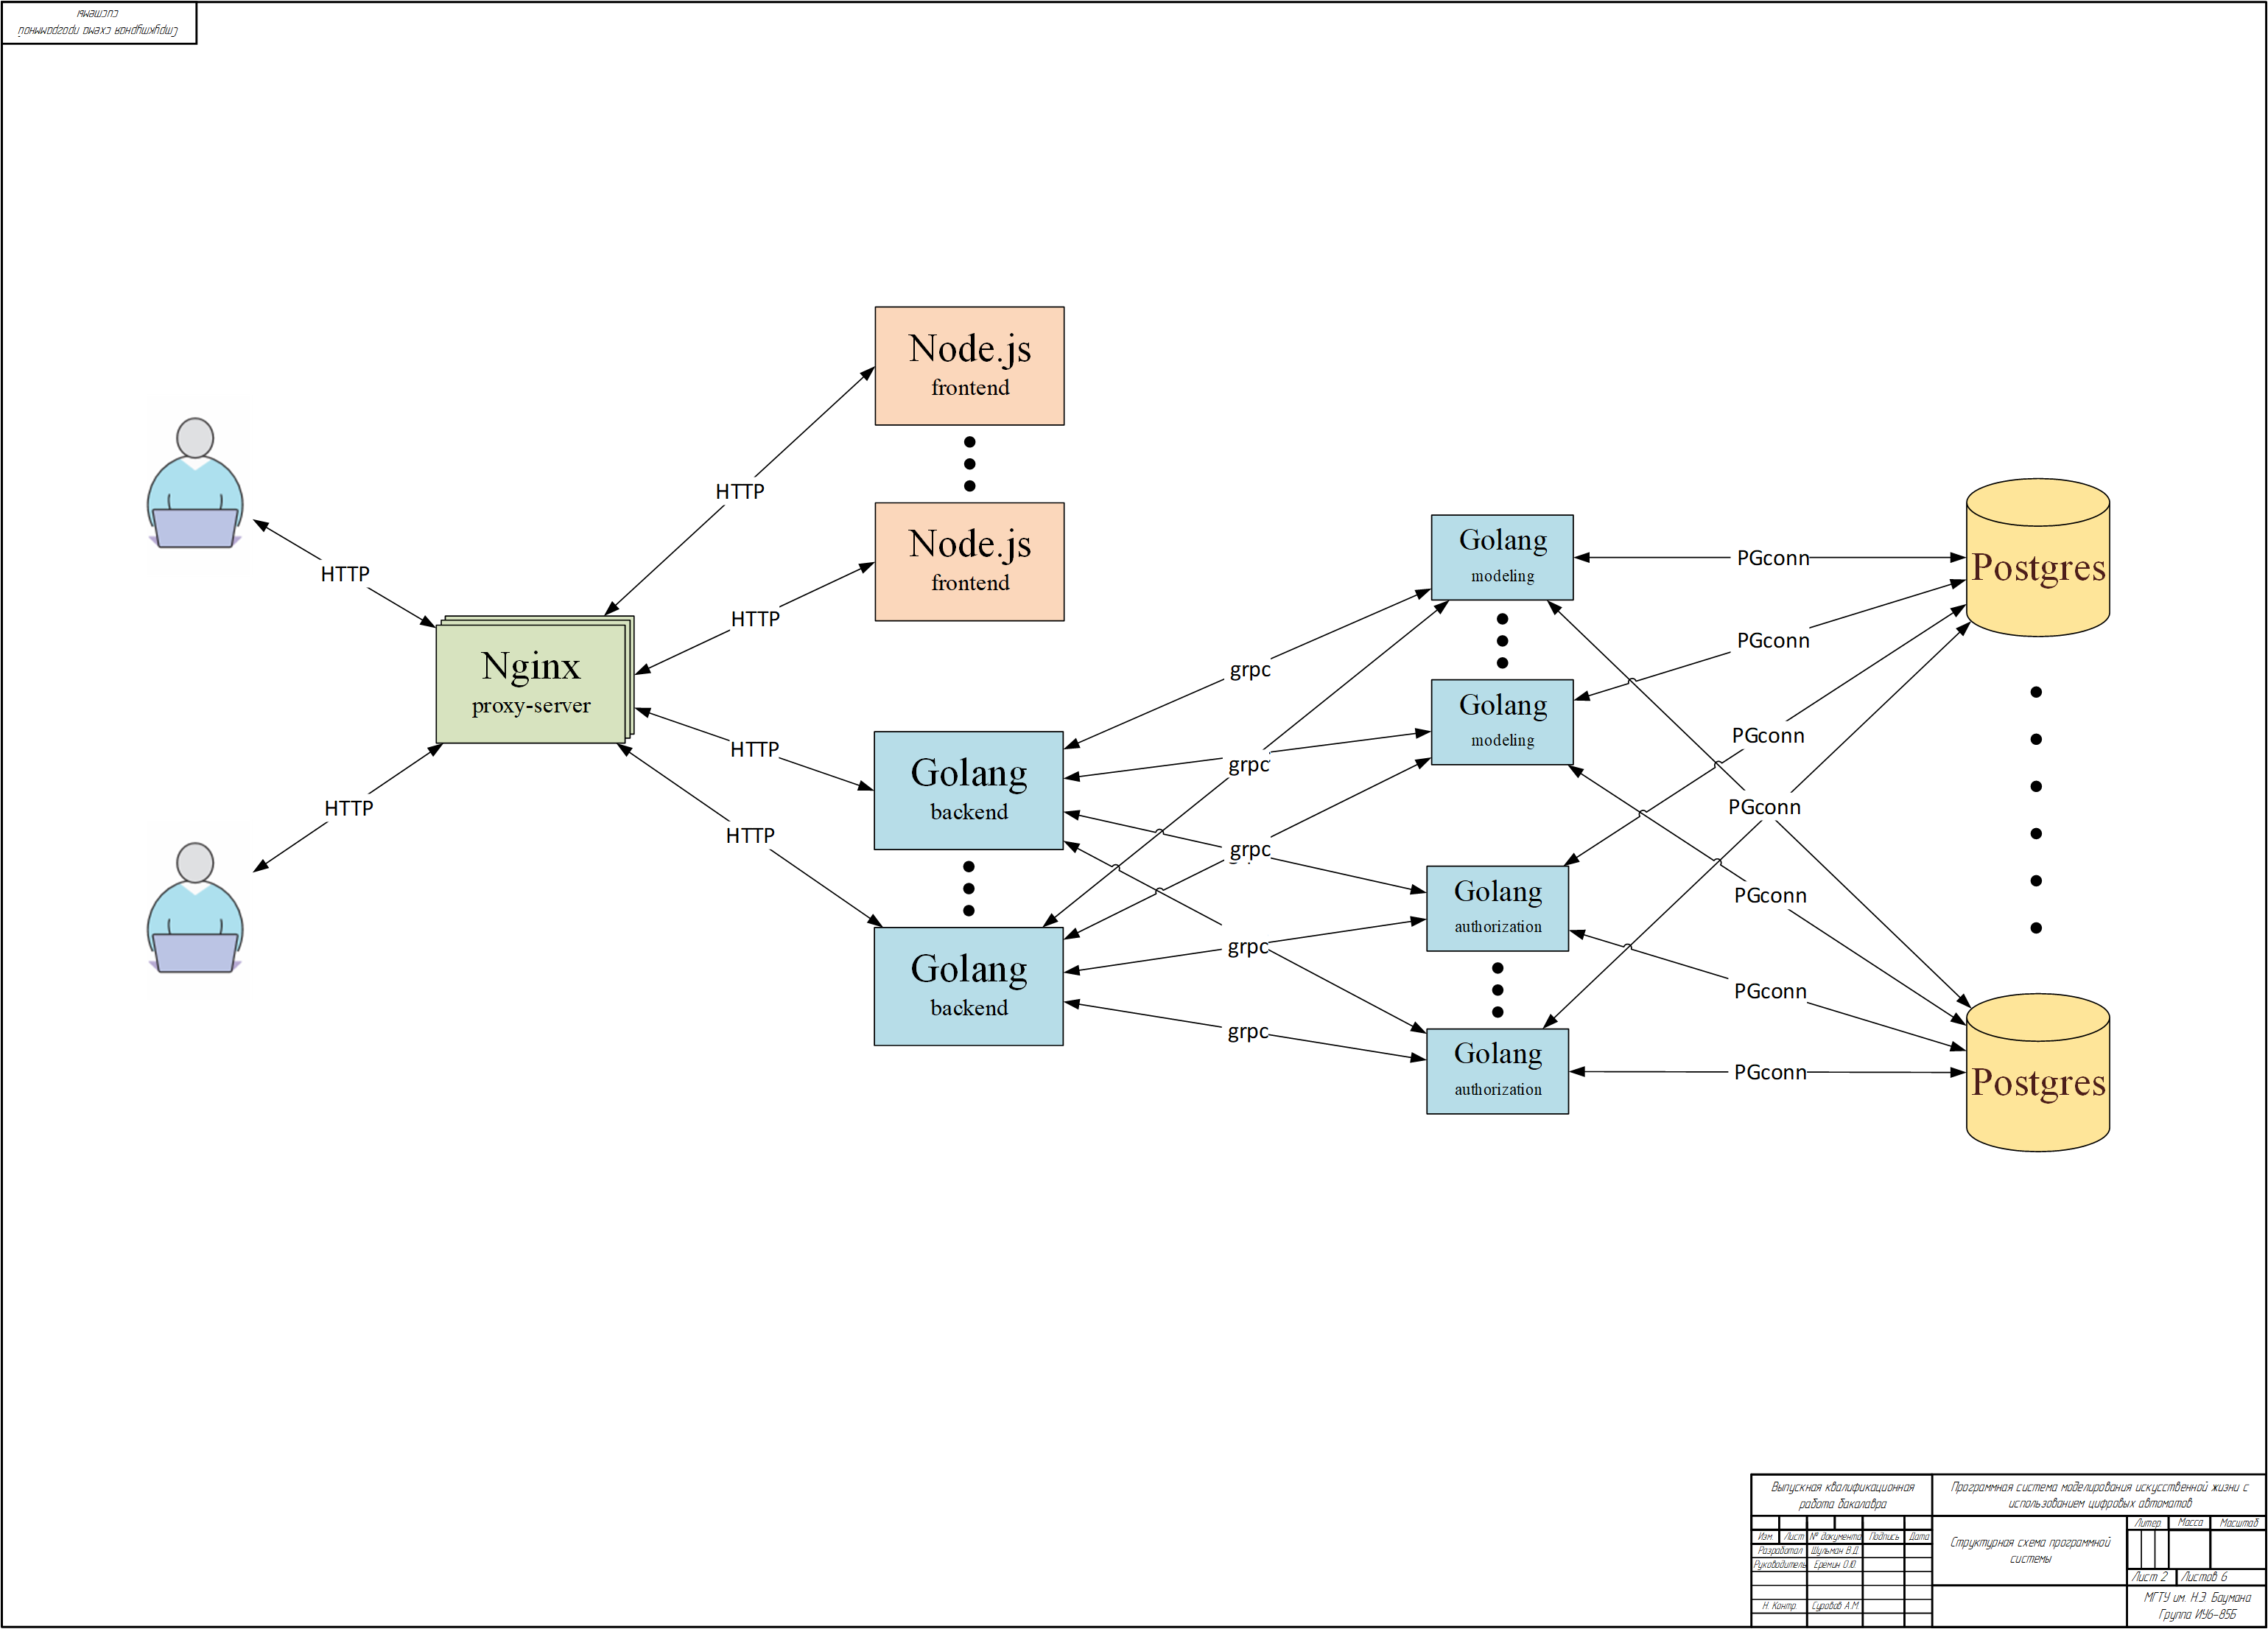 Структурная схема программной
системы
Node.js
frontend
HTTP
Node.js
frontend
HTTP
HTTP
HTTP
Nginx
proxy-server
HTTP
HTTP
HTTP
Golang
backend
Golang
backend
grpc
grpc
grpc
grpc
grpc
Golang
modeling
Golang
modeling
Golang
authorization
Golang
authorization
PGconn
PGconn
PGconn
PGconn
PGconn
PGconn
PGconn
Postgres
Postgres
Выпускная квалификационная
работа бакалавра
Программная система моделирования искусственной жизни с
использованием цифровых автоматов
Изм. Лист № документа Подпись Дата
Разработал Шульман В.Д.
Руководитель Еремин О.Ю.
Н. Контр. Суровов А.М.
Структурная схема программной
системы
Литер Масса Масштаб
Лист 2 Листов 6
МГТУ им. Н.Э. Баумана
Группа ИУ6-85Б